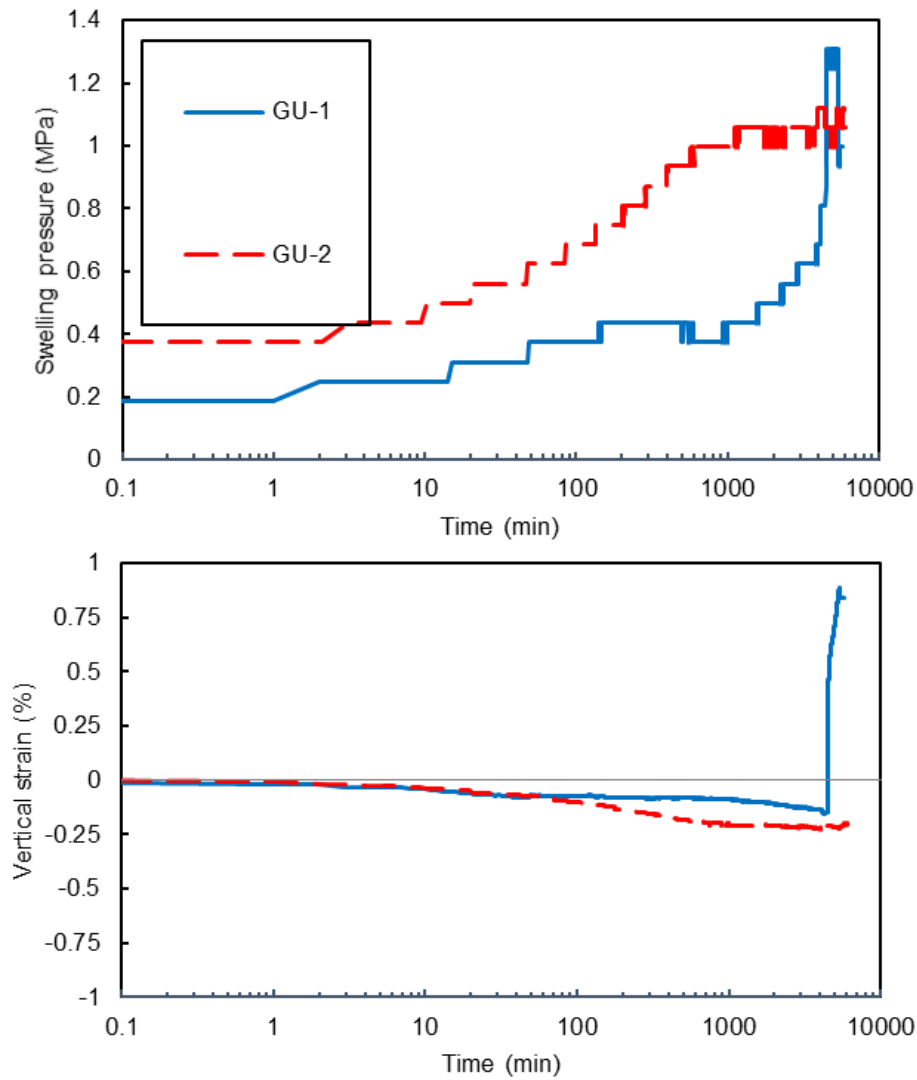 1.4
1.2
1
0.8
0.6
0.4
0.2
0
Swelling pressure (MPa)
GU-1
GU-2
0.1 1 10 100 1000 10000
Time (min)
1
0.75
0.5
0.25
0
-0.25
-0.5
-0.75
-1
Vertical strain (%)
0.1 1 10 100 1000 10000
Time (min)